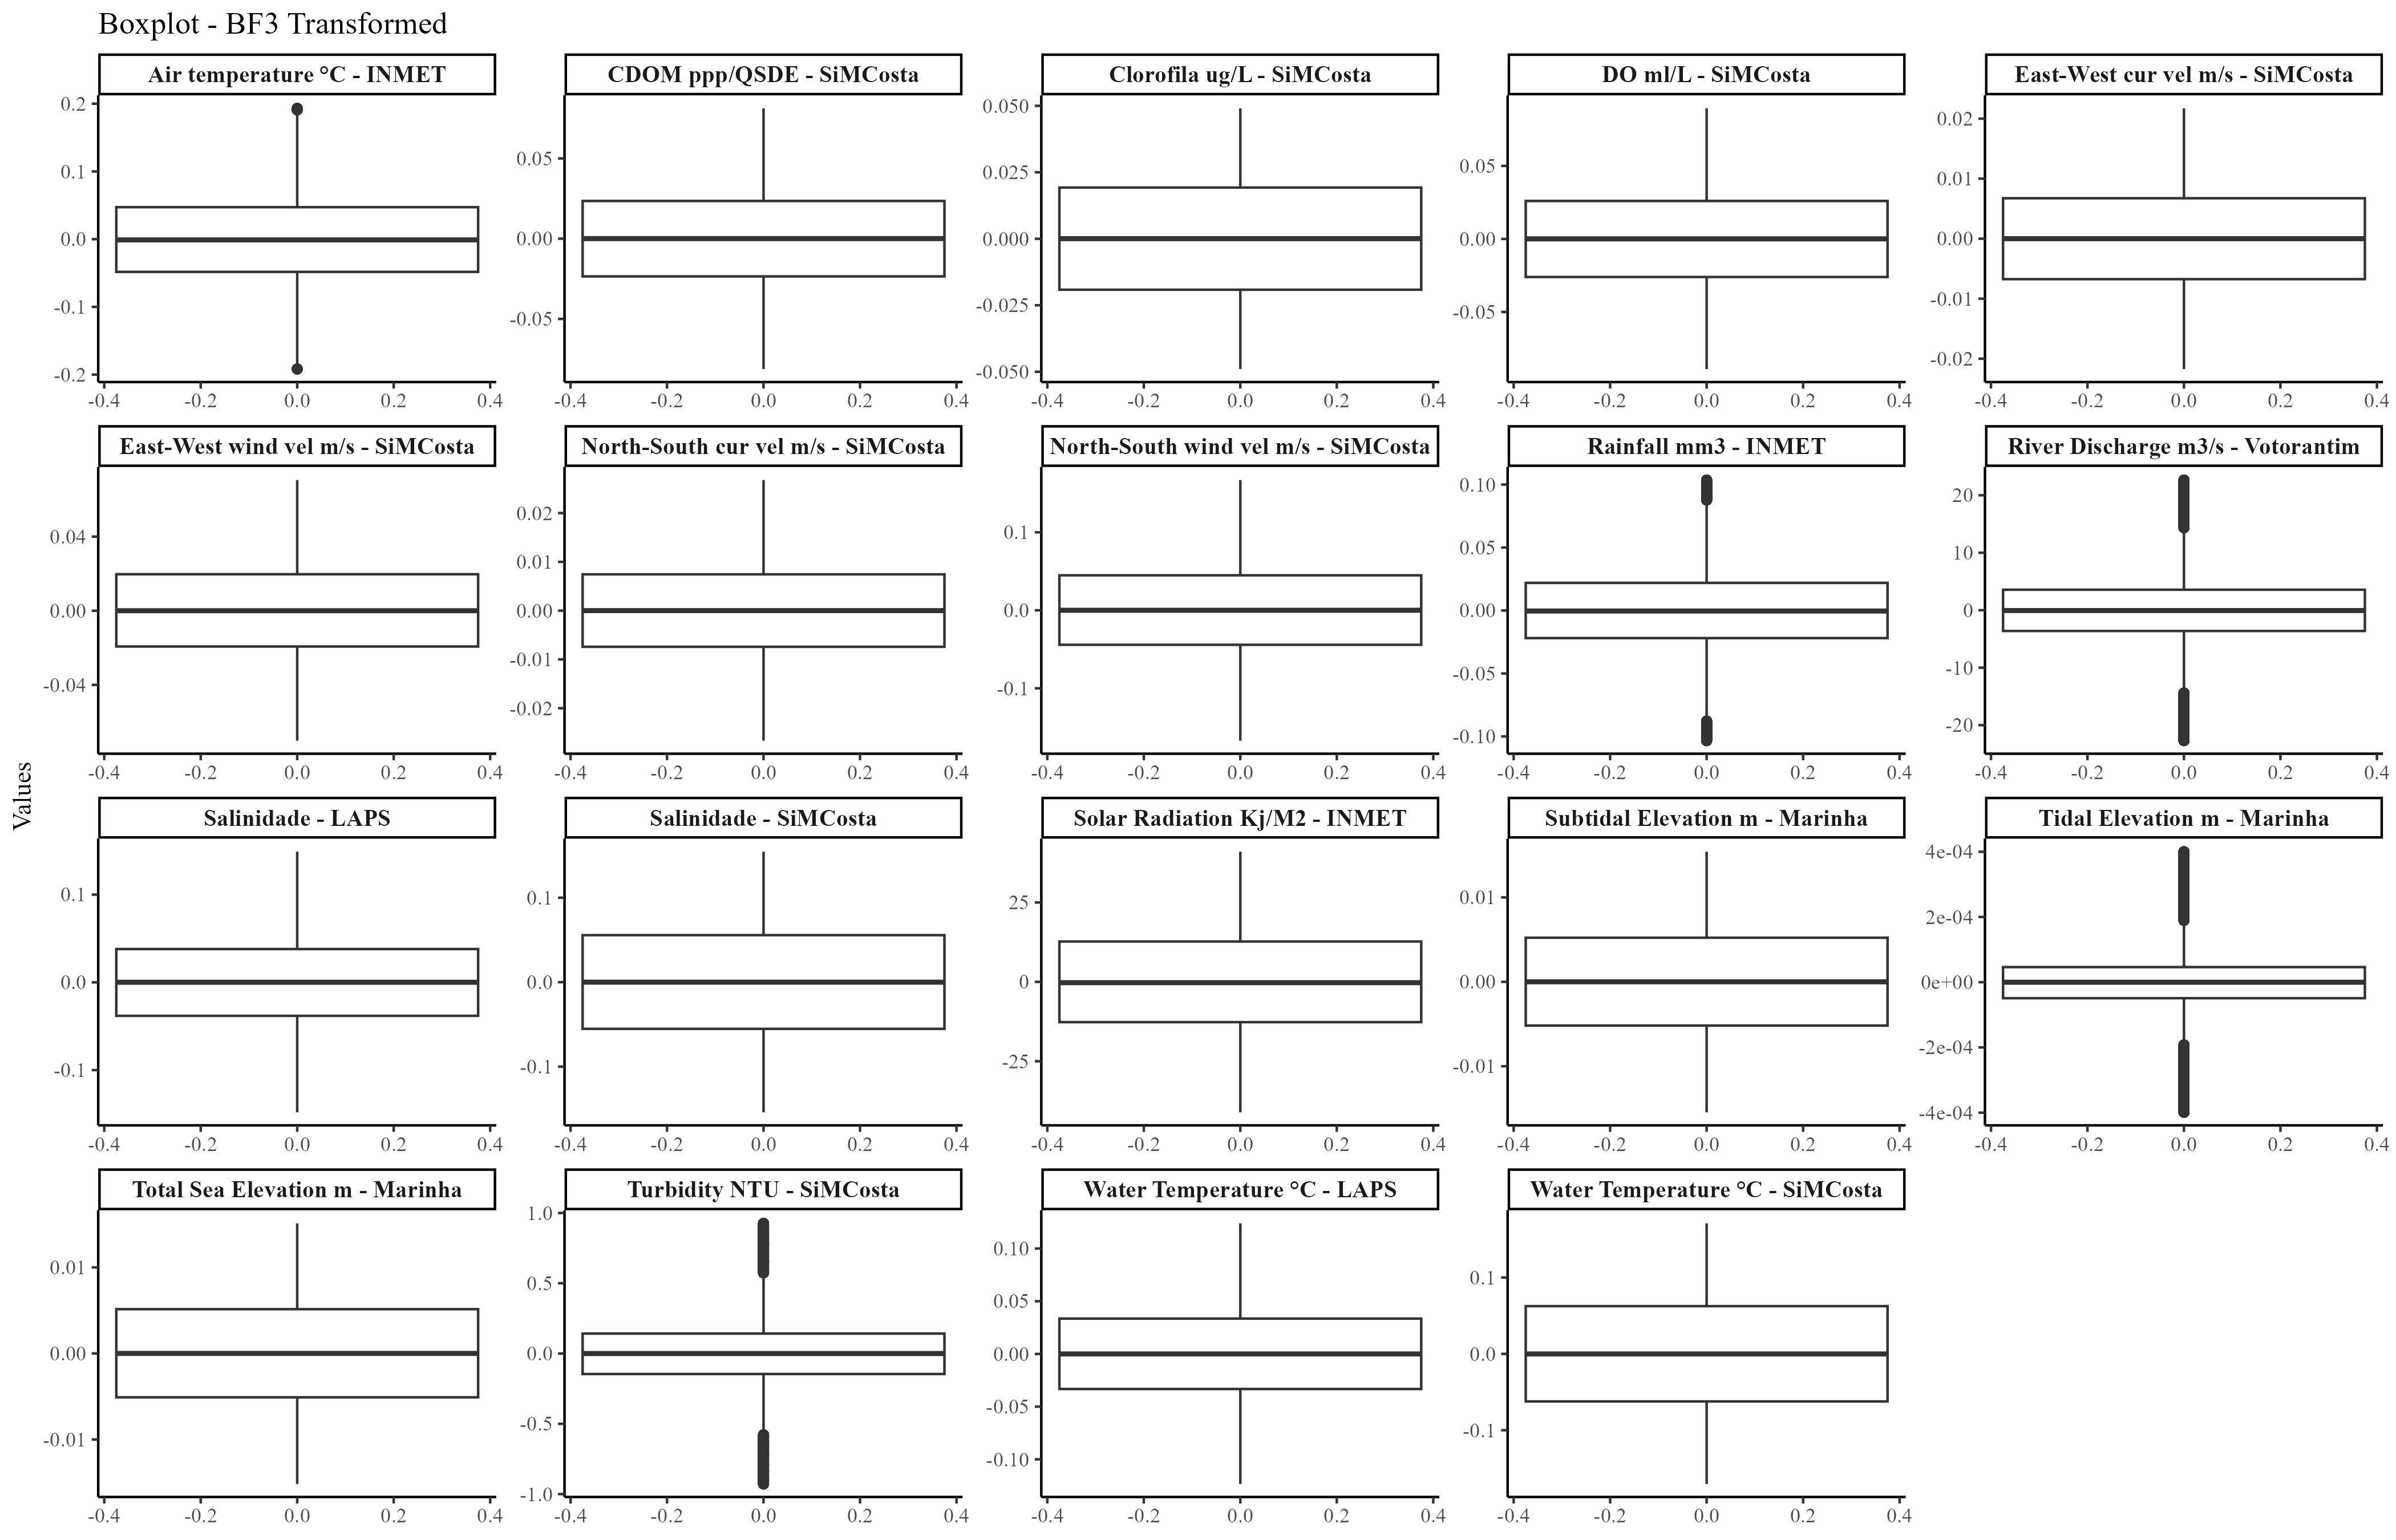 Boxplot - BF3 Transformed
Air temperature °C - INMET
CDOM ppp/QSDE - SiMCosta
Clorofila ug/L - SiMCosta
DO ml/L - SiMCosta
East-West cur vel m/s - SiMCosta
0.2
0.1
0.0
-0.1
-0.2
0.05
0.00
-0.05
0.050
0.025
0.000
-0.025
-0.050
0.05
0.00
-0.05
0.02
0.01
0.00
-0.01
-0.02
-0.4 -0.2 0.0 0.2 0.4
-0.4 -0.2 0.0 0.2 0.4
-0.4 -0.2 0.0 0.2 0.4
-0.4 -0.2 0.0 0.2 0.4
-0.4 -0.2 0.0 0.2 0.4
East-West wind vel m/s - SiMCosta
North-South cur vel m/s - SiMCosta
North-South wind vel m/s - SiMCosta
Rainfall mm3 - INMET
River Discharge m3/s - Votorantim
0.04
0.00
-0.04
0.02
0.01
0.00
-0.01
-0.02
0.1
0.0
-0.1
0.10
0.05
0.00
-0.05
-0.10
20
10
0
-10
-20
-0.4 -0.2 0.0 0.2 0.4
-0.4 -0.2 0.0 0.2 0.4
-0.4 -0.2 0.0 0.2 0.4
-0.4 -0.2 0.0 0.2 0.4
-0.4 -0.2 0.0 0.2 0.4
Values
Salinidade - LAPS
Salinidade - SiMCosta
Solar Radiation Kj/M2 - INMET
Subtidal Elevation m - Marinha
Tidal Elevation m - Marinha
0.1
0.0
-0.1
0.1
0.0
-0.1
25
0
-25
0.01
0.00
-0.01
4e-04
2e-04
0e+00
-2e-04
-4e-04
-0.4 -0.2 0.0 0.2 0.4
-0.4 -0.2 0.0 0.2 0.4
-0.4 -0.2 0.0 0.2 0.4
-0.4 -0.2 0.0 0.2 0.4
-0.4 -0.2 0.0 0.2 0.4
Total Sea Elevation m - Marinha
Turbidity NTU - SiMCosta
Water Temperature °C - LAPS
Water Temperature °C - SiMCosta
0.01
0.00
-0.01
1.0
0.5
0.0
-0.5
-1.0
0.10
0.05
0.00
-0.05
-0.10
0.1
0.0
-0.1
-0.4 -0.2 0.0 0.2 0.4
-0.4 -0.2 0.0 0.2 0.4
-0.4 -0.2 0.0 0.2 0.4
-0.4 -0.2 0.0 0.2 0.4